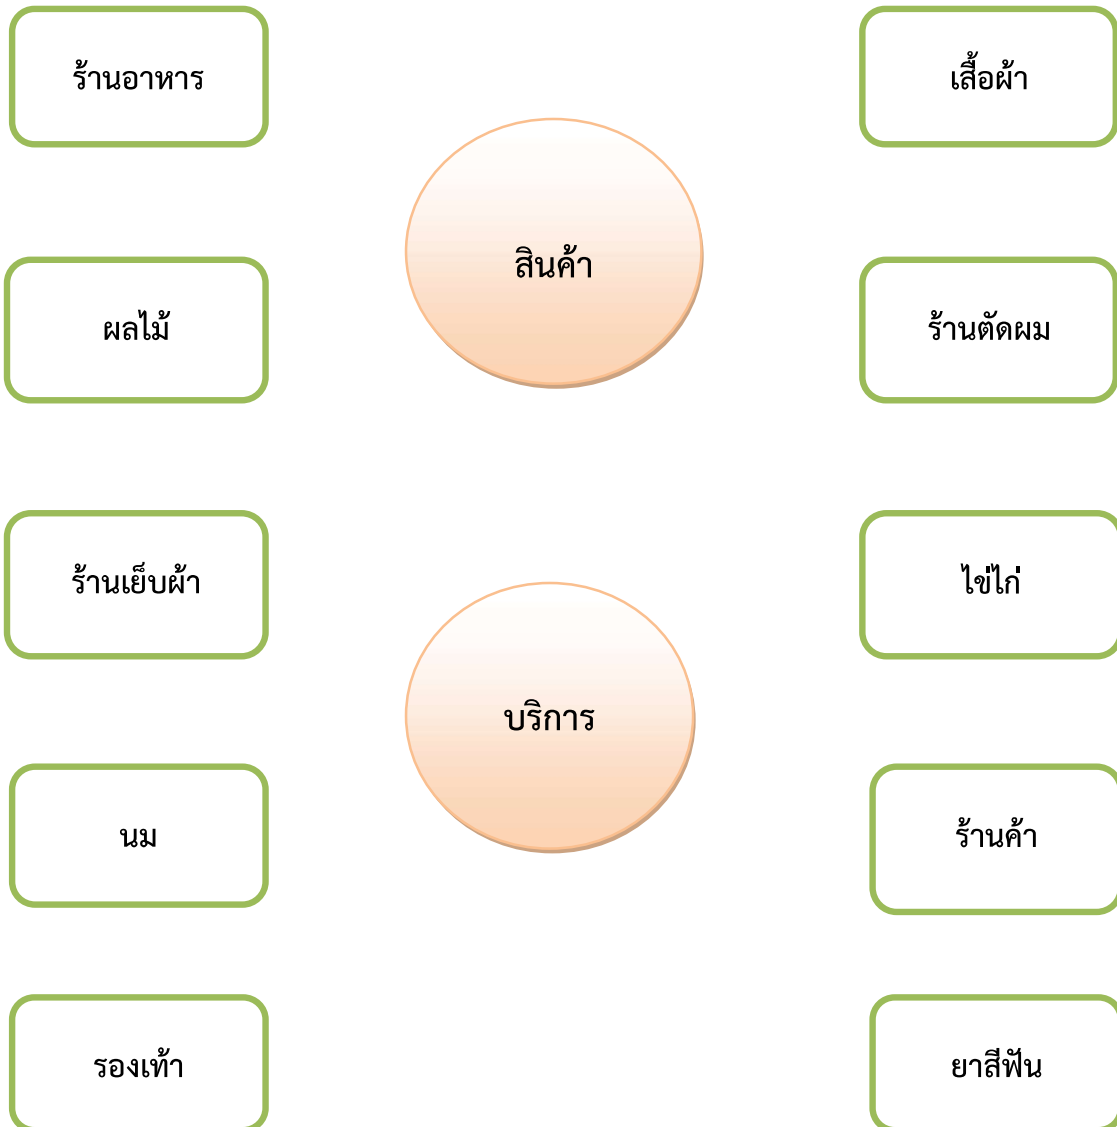 ร้านอาหาร
เสื้อผ้า
สินค้า
ผลไม้
ร้านตัดผม
ร้านเย็บผ้า
ไข่ไก่
บริการ
นม
ร้านค้า
รองเท้า
ยาสีฟัน